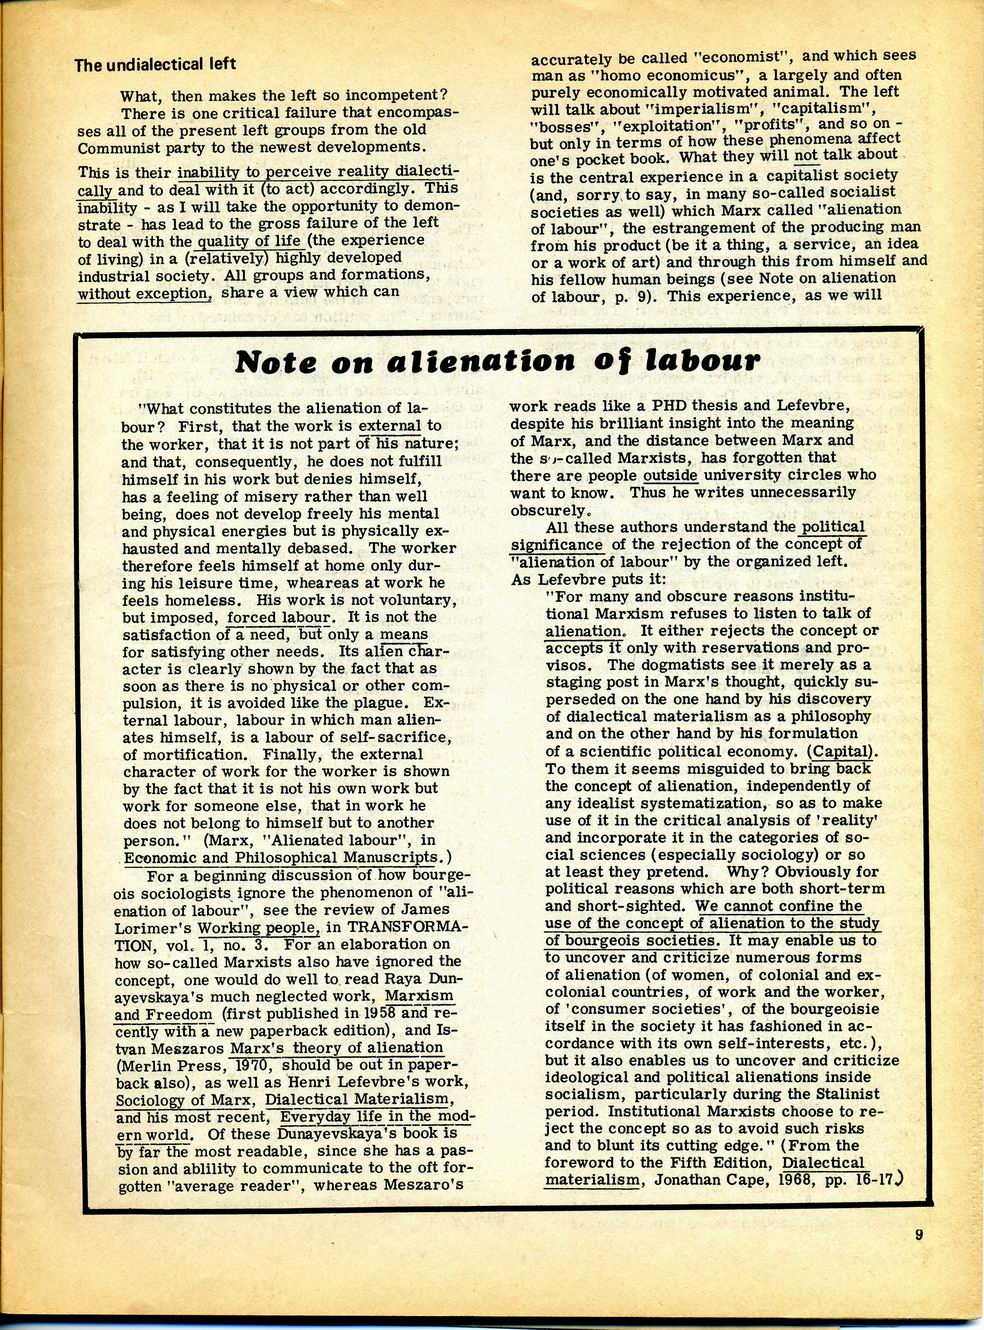 The undialectical left
What, then makes the left so incompetent?
There is one critical failure that encompas-
ses all of the present left groups from the old
Communist party to the newest developments.
This is their inability to perceive reality dialecti-
cally and to deal with it (to act) accordingly. This
inability - as I will take the opportunity to demon-
strate - has lead to the gross failure of the left
to deal with the quality of life (the experience
of living) in a (relatively) highly developed
industrial society. All groups and formations,
without exception, share a view which can
accurately be called "economist", and which sees
man as "homo economicus", a largely and often
purely economically motivated animal. The left
will talk about "imperialism", "capitalism",
"bosses", "exploitation", "profits", and so on -
but only in terms of how these phenomena affect
one's pocket book. What they will not talk about
is the central experience in a capitalist society
(and, sorry to say, in many so-called socialist
societies as well) which Marx called "alienation
of labour", the estrangement of the producing man
from his product (be it a thing, a service, an idea
or a work of art) and through this from himself and
his fellow human beings (see Note on alienation
of labour, p. 9). This experience, as we will
Note on alienation of labour
"What constitutes the alienation of la-
bour? First, that the work is external to
the worker, that it is not part of his nature;
and that, consequently, he does not fulfill
himself in his work but denies himself,
has a feeling of misery rather than well
being, does not develop freely his mental
and physical energies but is physically ex-
hausted and mentally debased. The worker
therefore feels himself at home only dur-
ing his leisure time, wheareas at work he
feels homeless. His work is not voluntary,
but imposed, forced labour. It is not the
satisfaction of a need, but only a means
for satisfying other needs. Its alien char-
acter is clearly shown by the fact that as
soon as there is no physical or other com-
pulsion, it is avoided like the plague. Ex-
ternal labour, labour in which man alien-
ates himself, is a labour of self-sacrifice,
of mortification. Finally, the external
character of work for the worker is shown
by the fact that it is not his own work but
work for someone else, that in work he
does not belong to himself but to another
person." (Marx, "Alienated labour", in
Economic and Philosophical Manuscripts.)
For a beginning discussion of how bourge-
ois sociologists ignore the phenomenon of "ali-
enation of labour", see the review of James
Lorimer's Working people, in TRANSFORMA-
TION, vol. 1, no. 3. For an elaboration on
how so-called Marxists also have ignored the
concept, one would do well to read Raya Dun-
ayevskaya's much neglected work, Marxism
and Freedom (first published in 1958 and re-
cently with a new paperback edition), and Is-
tvan Meszaros Marx's theory of alienation
(Merlin Press, 1970, should be out in paper-
back also), as well as Henri Lefevbre's work,
Sociology of Marx, Dialectical Materialism,
and his most recent, Everyday life in the mod-
ern world. Of these Dunayevskaya's book is
by far the most readable, since she has a pas-
sion and ablility to communicate to the oft for-
gotten "average reader", whereas Meszaro's
work reads like a PHD thesis and Lefevbre,
despite his brilliant insight into the meaning
of Marx, and the distance between Marx and
the so-called Marxists, has forgotten that
there are people outside university circles who
want to know. Thus he writes unnecessarily
obscurely.
All these authors understand the political
significance of the rejection of the concept of
"alienation of labour" by the organized left.
As Lefevbre puts it:
"For many and obscure reasons institu-
tional Marxism refuses to listen to talk of
alienation. It either rejects the concept or
accepts it only with reservations and pro-
visos. The dogmatists see it merely as a
staging post in Marx's thought, quickly su-
perseded on the one hand by his discovery
of dialectical materialism as a philosophy
and on the other hand by his formulation
of a scientific political economy. (Capital).
To them it seems misguided to bring back
the concept of alienation, independently of
any idealist systematization, so as to make
use of it in the critical analysis of 'reality'
and incorporate it in the categories of so-
cial sciences (especially sociology) or so
at least they pretend. Why? Obviously for
political reasons which are both short-term
and short-sighted. We cannot confine the
use of the concept of alienation to the study
of bourgeois societies. It may enable us to
to uncover and criticize numerous forms
of alienation (of women, of colonial and ex-
colonial countries, of work and the worker,
of 'consumer societies', of the bourgeoisie
itself in the society it has fashioned in ac-
cordance with its own self-interests, etc.),
but it also enables us to uncover and criticize
ideological and political alienations inside
socialism, particularly during the Stalinist
period. Institutional Marxists choose to re-
ject the concept so as to avoid such risks
and to blunt its cutting edge." (From the
foreword to the Fifth Edition, Dialectical
materialism, Jonathan Cape, 1968, pp. 16-17.)
9